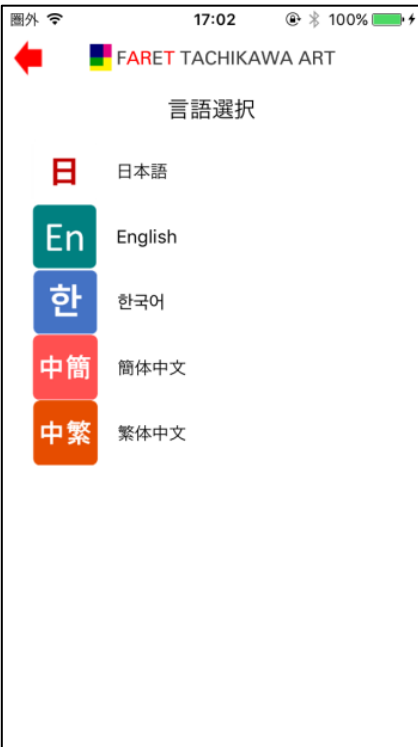 圏外 17:02 100%
FARET TACHIKAWA ART
言語選択
日 日本語
En English
한 한국어
中簡 簡体中文
中繁 繁体中文